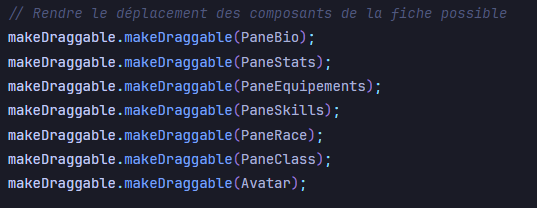 // Rendre le déplacement des composants de la fiche possible
makeDraggable.makeDraggable(PaneBio);
makeDraggable.makeDraggable(PaneStats);
makeDraggable.makeDraggable(PaneEquipements);
makeDraggable.makeDraggable(PaneSkills);
makeDraggable.makeDraggable(PaneRace);
makeDraggable.makeDraggable(PaneClass);
makeDraggable.makeDraggable(Avatar);